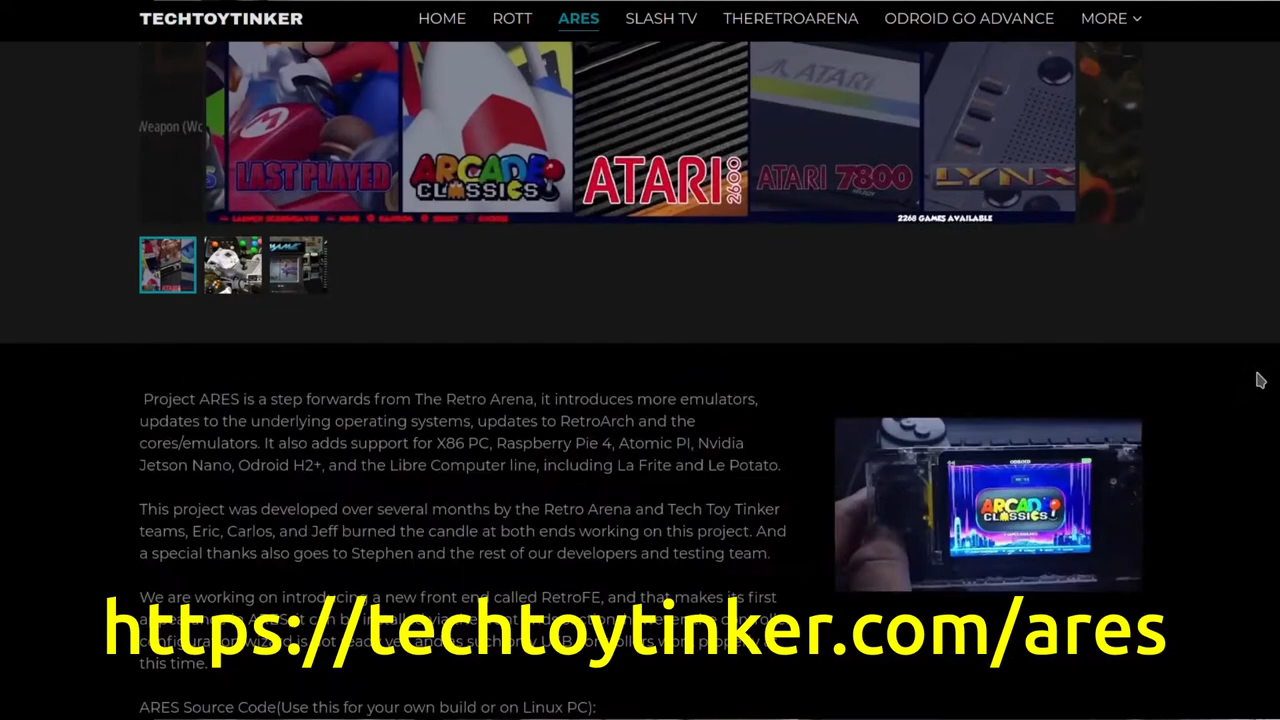 TECHTOYTINKER
HOME ROTT ARES SLASH TV THERETROARENA ODROID GO ADVANCE MORE
Weapon (Wo
LAST PLAYED
ARCADE CLASSICS
ATARI 2600
ATARI
ATARI 7800
LYNX
2268 GAMES AVAILABLE
Project ARES is a step forwards from The Retro Arena, it introduces more emulators,
updates to the underlying operating systems, updates to RetroArch and the
cores/emulators. It also adds support for X86 PC, Raspberry Pie 4, Atomic PI, Nvidia
Jetson Nano, Odroid H2+, and the Libre Computer line, including La Frite and Le Potato.
This project was developed over several months by the Retro Arena and Tech Toy Tinker
teams, Eric, Carlos, and Jeff burned the candle at both ends working on this project. And
a special thanks also goes to Stephen and the rest of our developers and testing team.
ODROID
ARCADE CLASSICS
We are working on introducing a new front end called RetroFE, and that makes its first
https://techtoytinker.com/ares
this time.
ARES Source Code(Use this for your own build or on Linux PC):